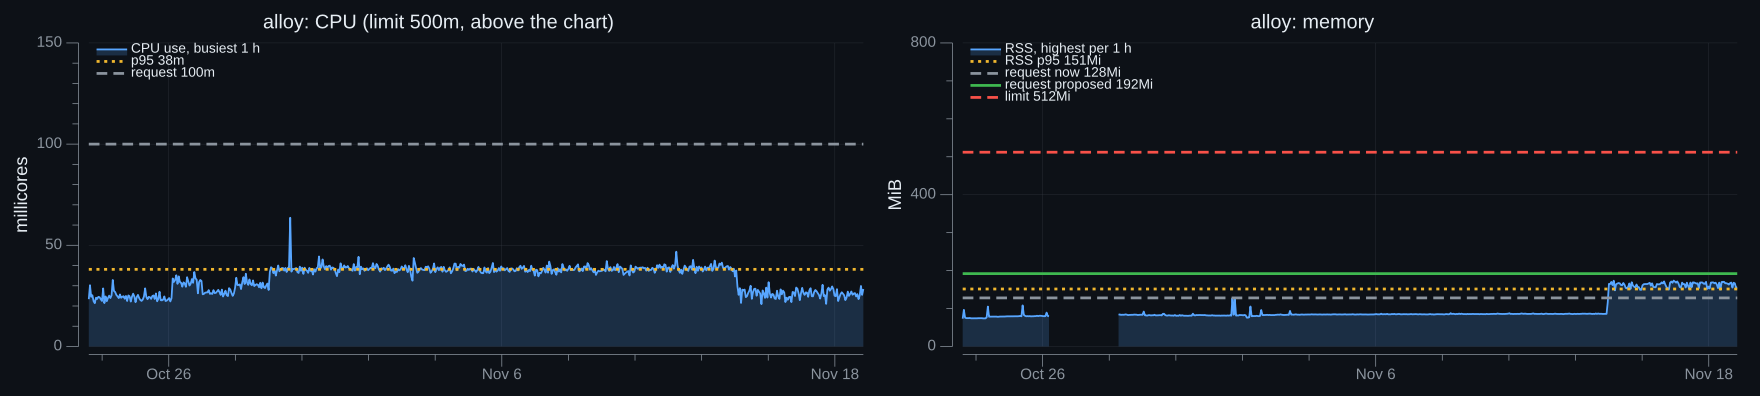 alloy: CPU (limit 500m, above the chart)
150
100
50
0
millicores
CPU use, busiest 1 h
p95 38m
request 100m
Oct 26
Nov 6
Nov 18
alloy: memory
800
400
0
MiB
RSS, highest per 1 h
RSS p95 151Mi
request now 128Mi
request proposed 192Mi
limit 512Mi
Oct 26
Nov 6
Nov 18